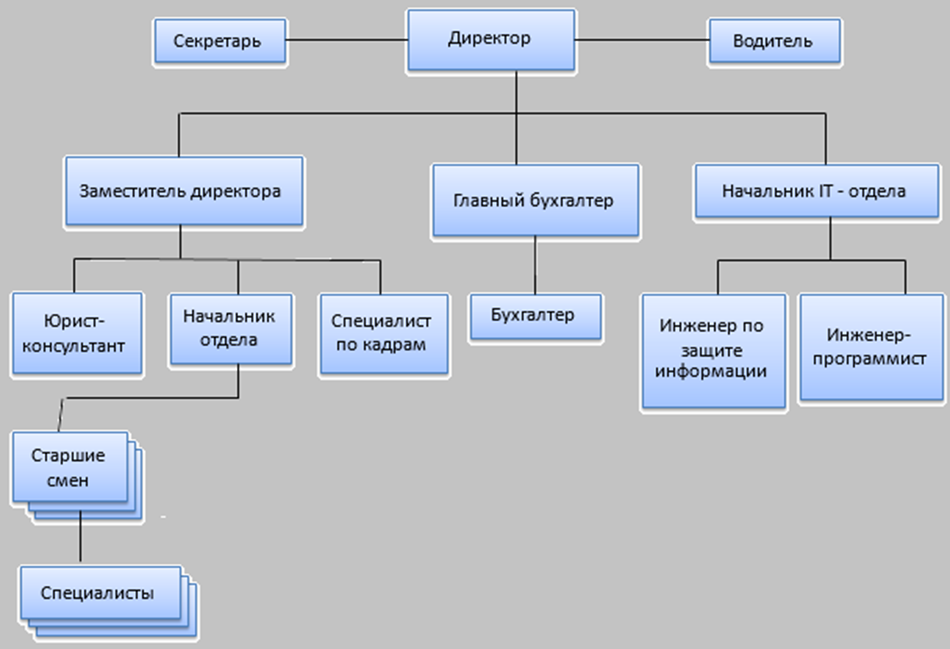 Секретарь
Директор
Водитель
Заместитель директора
Главный бухгалтер
Начальник IT - отдела
Юрист-
консультант
Начальник
отдела
Специалист
по кадрам
Бухгалтер
Инженер по
защите
информации
Инженер-
программист
Старшие
смен
Специалисты